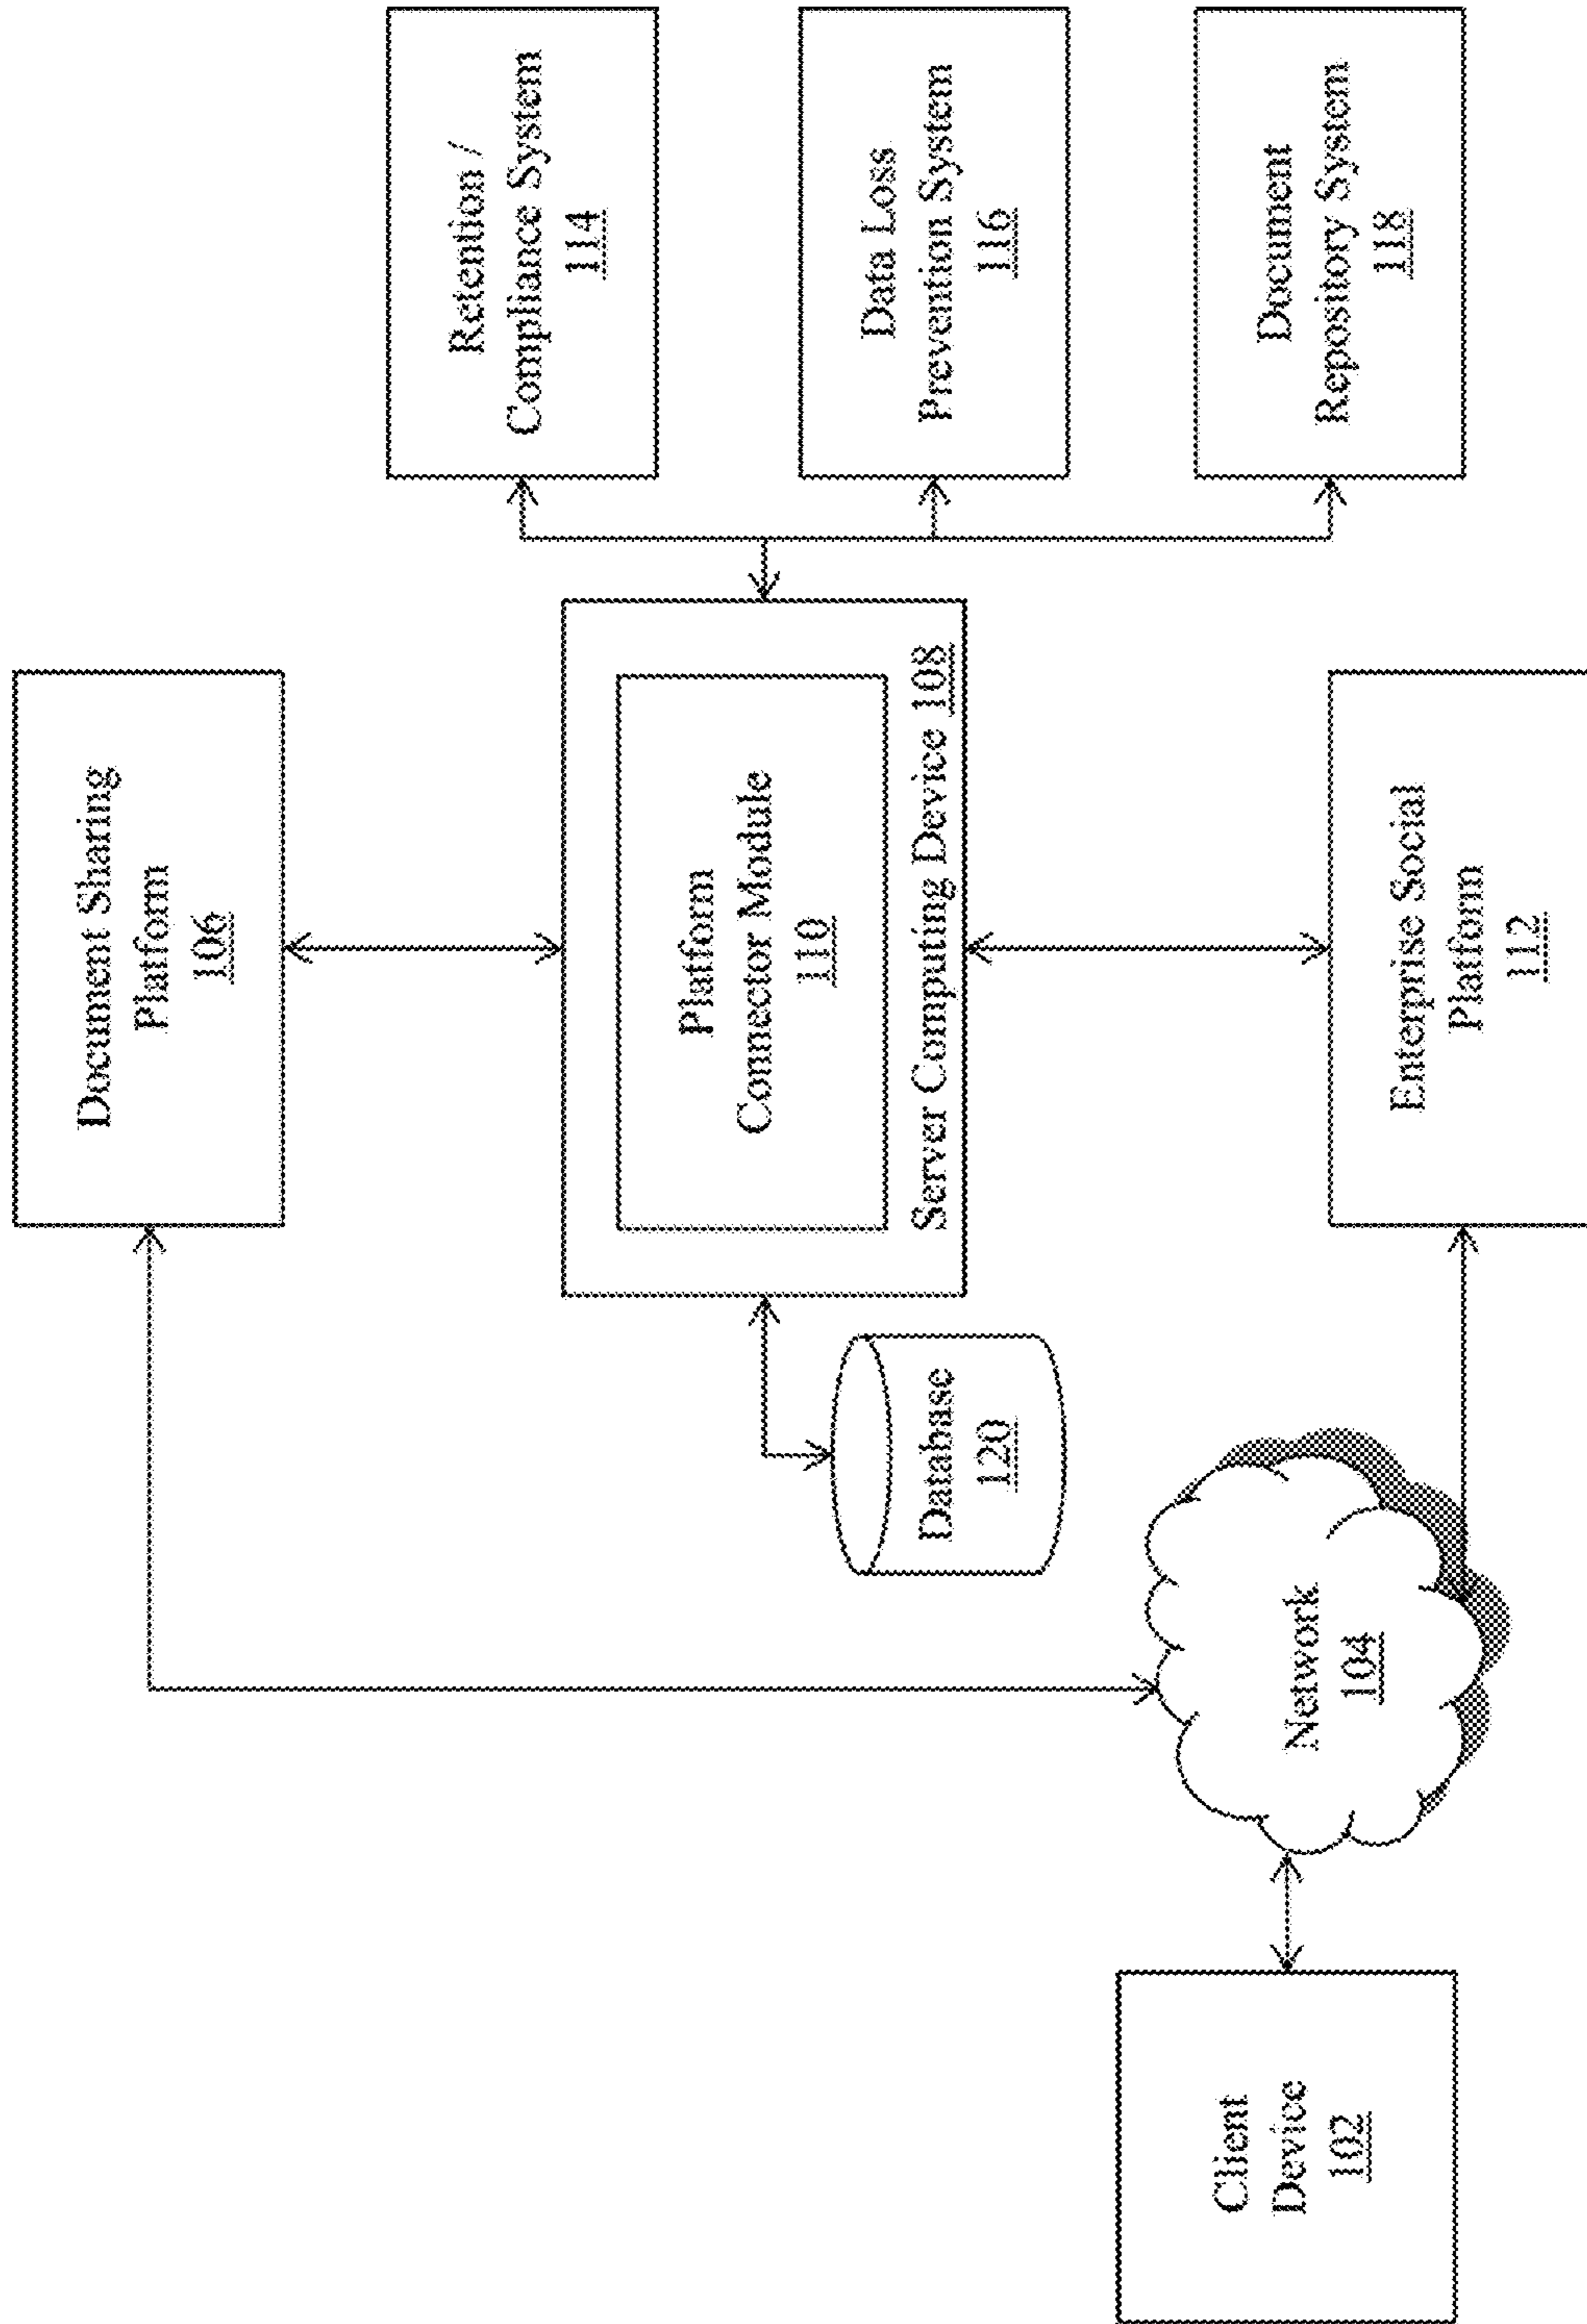 Document Sharing
Platform
106
Retention /
Compliance System
114
Platform
Connector Module
110
Server Computing Device 108
Data Loss
Prevention System
116
Database
120
Client
Device
102
Network
104
Enterprise Social
Platform
112
Document
Repository System
118